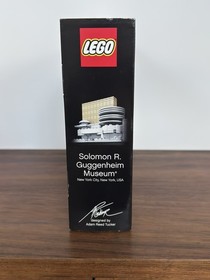 LEGO
Solomon R.
Guggenheim
Museum®
New York City, New York, USA
designed by
Adam Reed Tucker